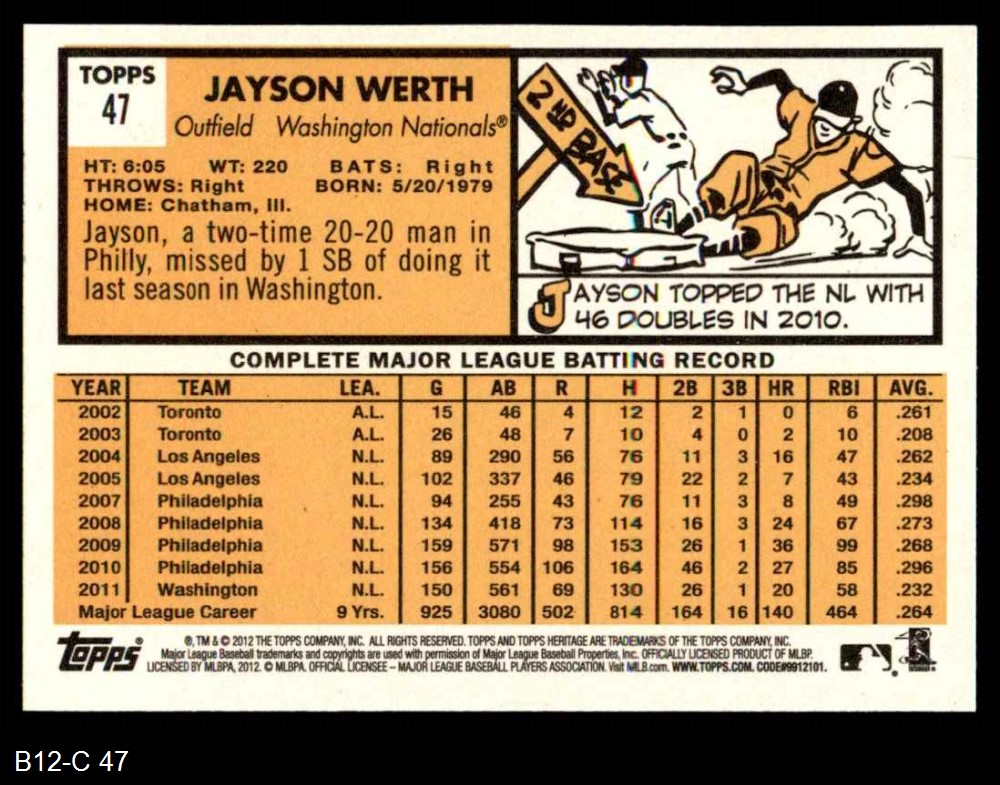 TOPPS
47
JAYSON WERTH
Outfield Washington Nationals®
HT: 6:05 WT: 220 BATS: Right
THROWS: Right BORN: 5/20/1979
HOME: Chatham, Ill.
Jayson, a two-time 20-20 man in
Philly, missed by 1 SB of doing it
last season in Washington.
2ND BASE
JAYSON TOPPED THE NL WITH
46 DOUBLES IN 2010.
COMPLETE MAJOR LEAGUE BATTING RECORD
YEAR TEAM LEA. G AB R H 2B 3B HR RBI AVG.
2002 Toronto A.L. 15 46 4 12 2 1 0 6 .261
2003 Toronto A.L. 26 48 7 10 4 0 2 10 .208
2004 Los Angeles N.L. 89 290 56 76 11 3 16 47 .262
2005 Los Angeles N.L. 102 337 46 79 22 2 7 43 .234
2007 Philadelphia N.L. 94 255 43 76 11 3 8 49 .298
2008 Philadelphia N.L. 134 418 73 114 16 3 24 67 .273
2009 Philadelphia N.L. 159 571 98 153 26 1 36 99 .268
2010 Philadelphia N.L. 156 554 106 164 46 2 27 85 .296
2011 Washington N.L. 150 561 69 130 26 1 20 58 .232
Major League Career 9 Yrs. 925 3080 502 814 164 16 140 464 .264
Topps®
®, TM & © 2012 THE TOPPS COMPANY, INC. ALL RIGHTS RESERVED. TOPPS AND TOPPS HERITAGE ARE TRADEMARKS OF THE TOPPS COMPANY, INC.
Major League Baseball trademarks and copyrights are used with permission of Major League Baseball Properties, Inc. OFFICIALLY LICENSED PRODUCT OF MLBP.
LICENSED BY MLBPA, 2012. © MLBPA. OFFICIAL LICENSEE – MAJOR LEAGUE BASEBALL PLAYERS ASSOCIATION. Visit MLB.com. WWW.TOPPS.COM. CODE#9912101.
B12-C 47